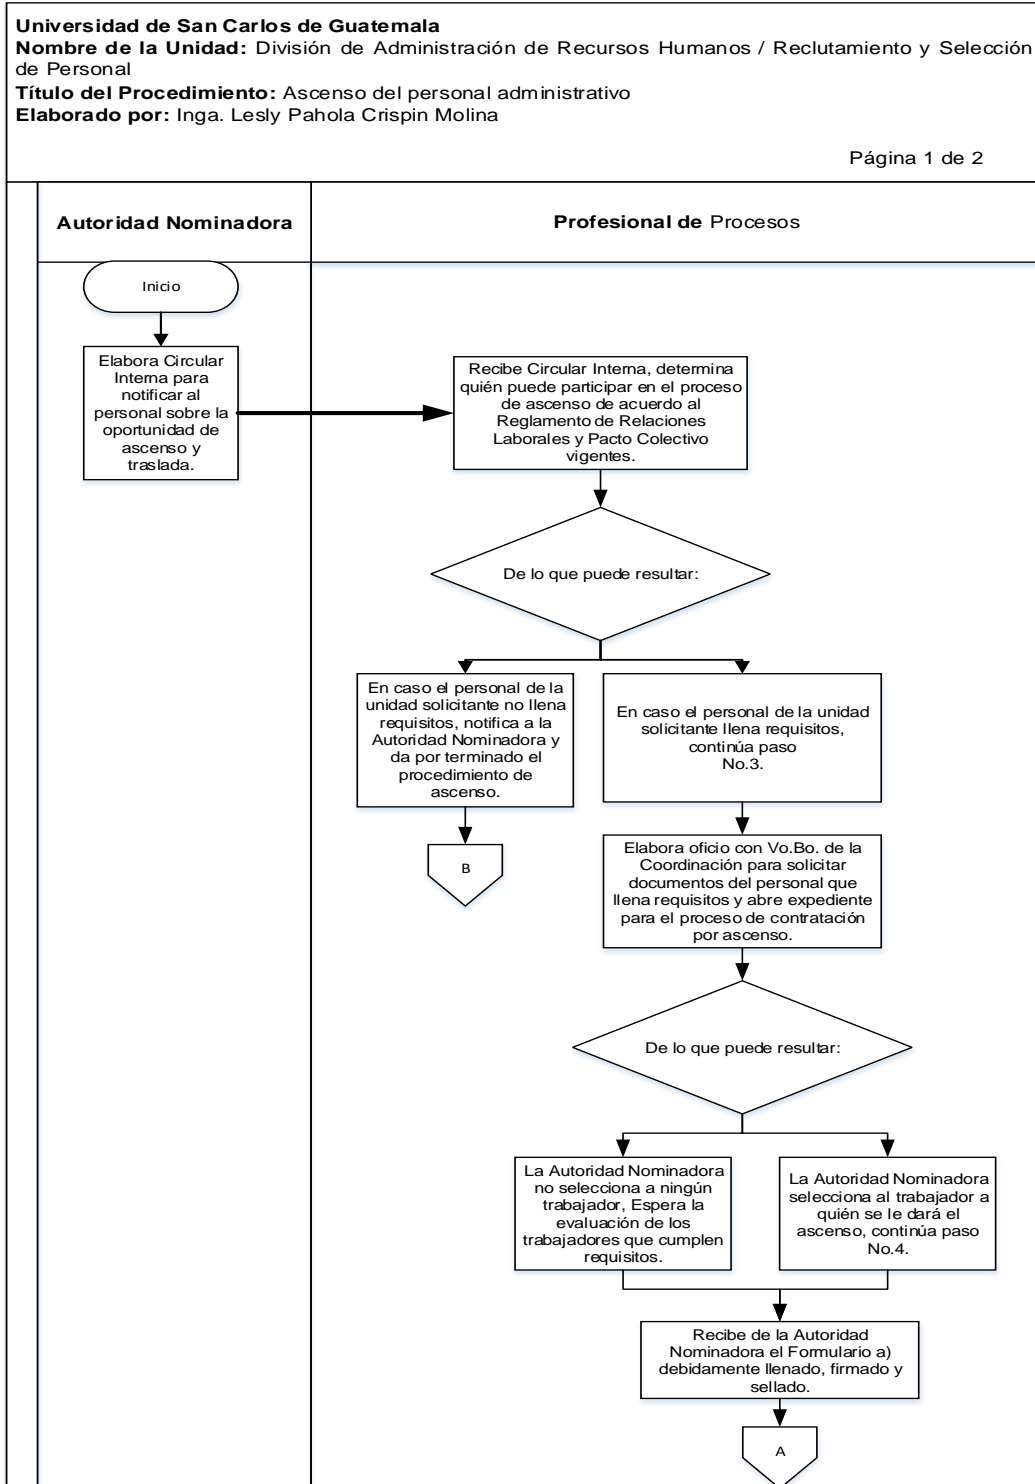 Universidad de San Carlos de Guatemala
Nombre de la Unidad: División de Administración de Recursos Humanos / Reclutamiento y Selección
de Personal
Título del Procedimiento: Ascenso del personal administrativo
Elaborado por: Inga. Lesly Pahola Crispin Molina
Página 1 de 2
Autoridad Nominadora
Profesional de Procesos
Inicio
Elabora Circular
Interna para
notificar al
personal sobre la
oportunidad de
ascenso y
traslada.
Recibe Circular Interna, determina
quién puede participar en el proceso
de ascenso de acuerdo al
Reglamento de Relaciones
Laborales y Pacto Colectivo
vigentes.
De lo que puede resultar:
En caso el personal de la
unidad solicitante no llena
requisitos, notifica a la
Autoridad Nominadora y
da por terminado el
procedimiento de
ascenso.
En caso el personal de la unidad
solicitante llena requisitos,
continúa paso
No.3.
B
Elabora oficio con Vo.Bo. de la
Coordinación para solicitar
documentos del personal que
llena requisitos y abre expediente
para el proceso de contratación
por ascenso.
De lo que puede resultar:
La Autoridad Nominadora
no selecciona a ningún
trabajador, Espera la
evaluación de los
trabajadores que cumplen
requisitos.
La Autoridad Nominadora
selecciona al trabajador a
quién se le dará el
ascenso, continúa paso
No.4.
Recibe de la Autoridad
Nominadora el Formulario a)
debidamente llenado, firmado y
sellado.
A